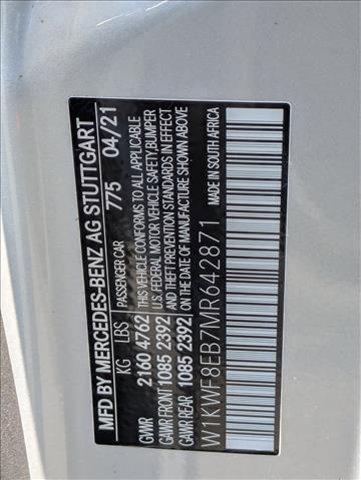 MFD BY MERCEDES-BENZ AG STUTTGART
775 04/21
KG LBS PASSENGER CAR
GVWR 2160 4762 THIS VEHICLE CONFORMS TO ALL APPLICABLE
U.S. FEDERAL MOTOR VEHICLE SAFETY,BUMPER
GAWR FRONT 1085 2392 AND THEFT PREVENTION STANDARDS IN EFFECT
GAWR REAR 1085 2392 ON THE DATE OF MANUFACTURE SHOWN ABOVE
W1KWF8EB7MR642871
MADE IN SOUTH AFRICA